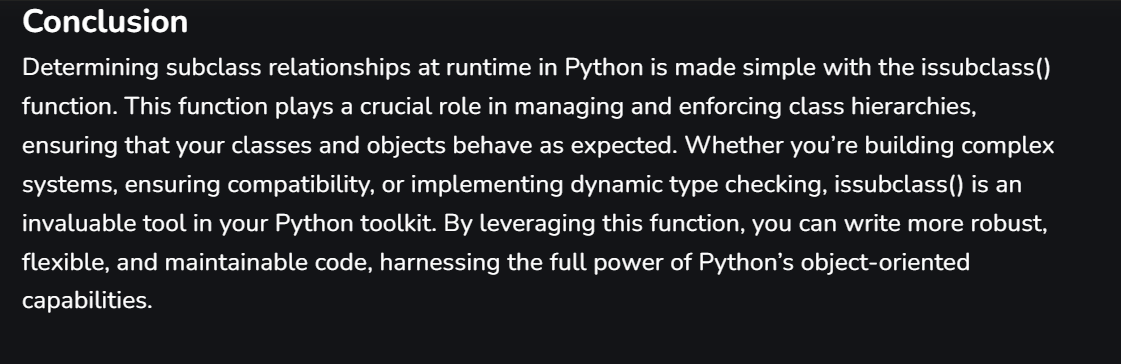 Conclusion
Determining subclass relationships at runtime in Python is made simple with the issubclass()
function. This function plays a crucial role in managing and enforcing class hierarchies,
ensuring that your classes and objects behave as expected. Whether you’re building complex
systems, ensuring compatibility, or implementing dynamic type checking, issubclass() is an
invaluable tool in your Python toolkit. By leveraging this function, you can write more robust,
flexible, and maintainable code, harnessing the full power of Python’s object-oriented
capabilities.